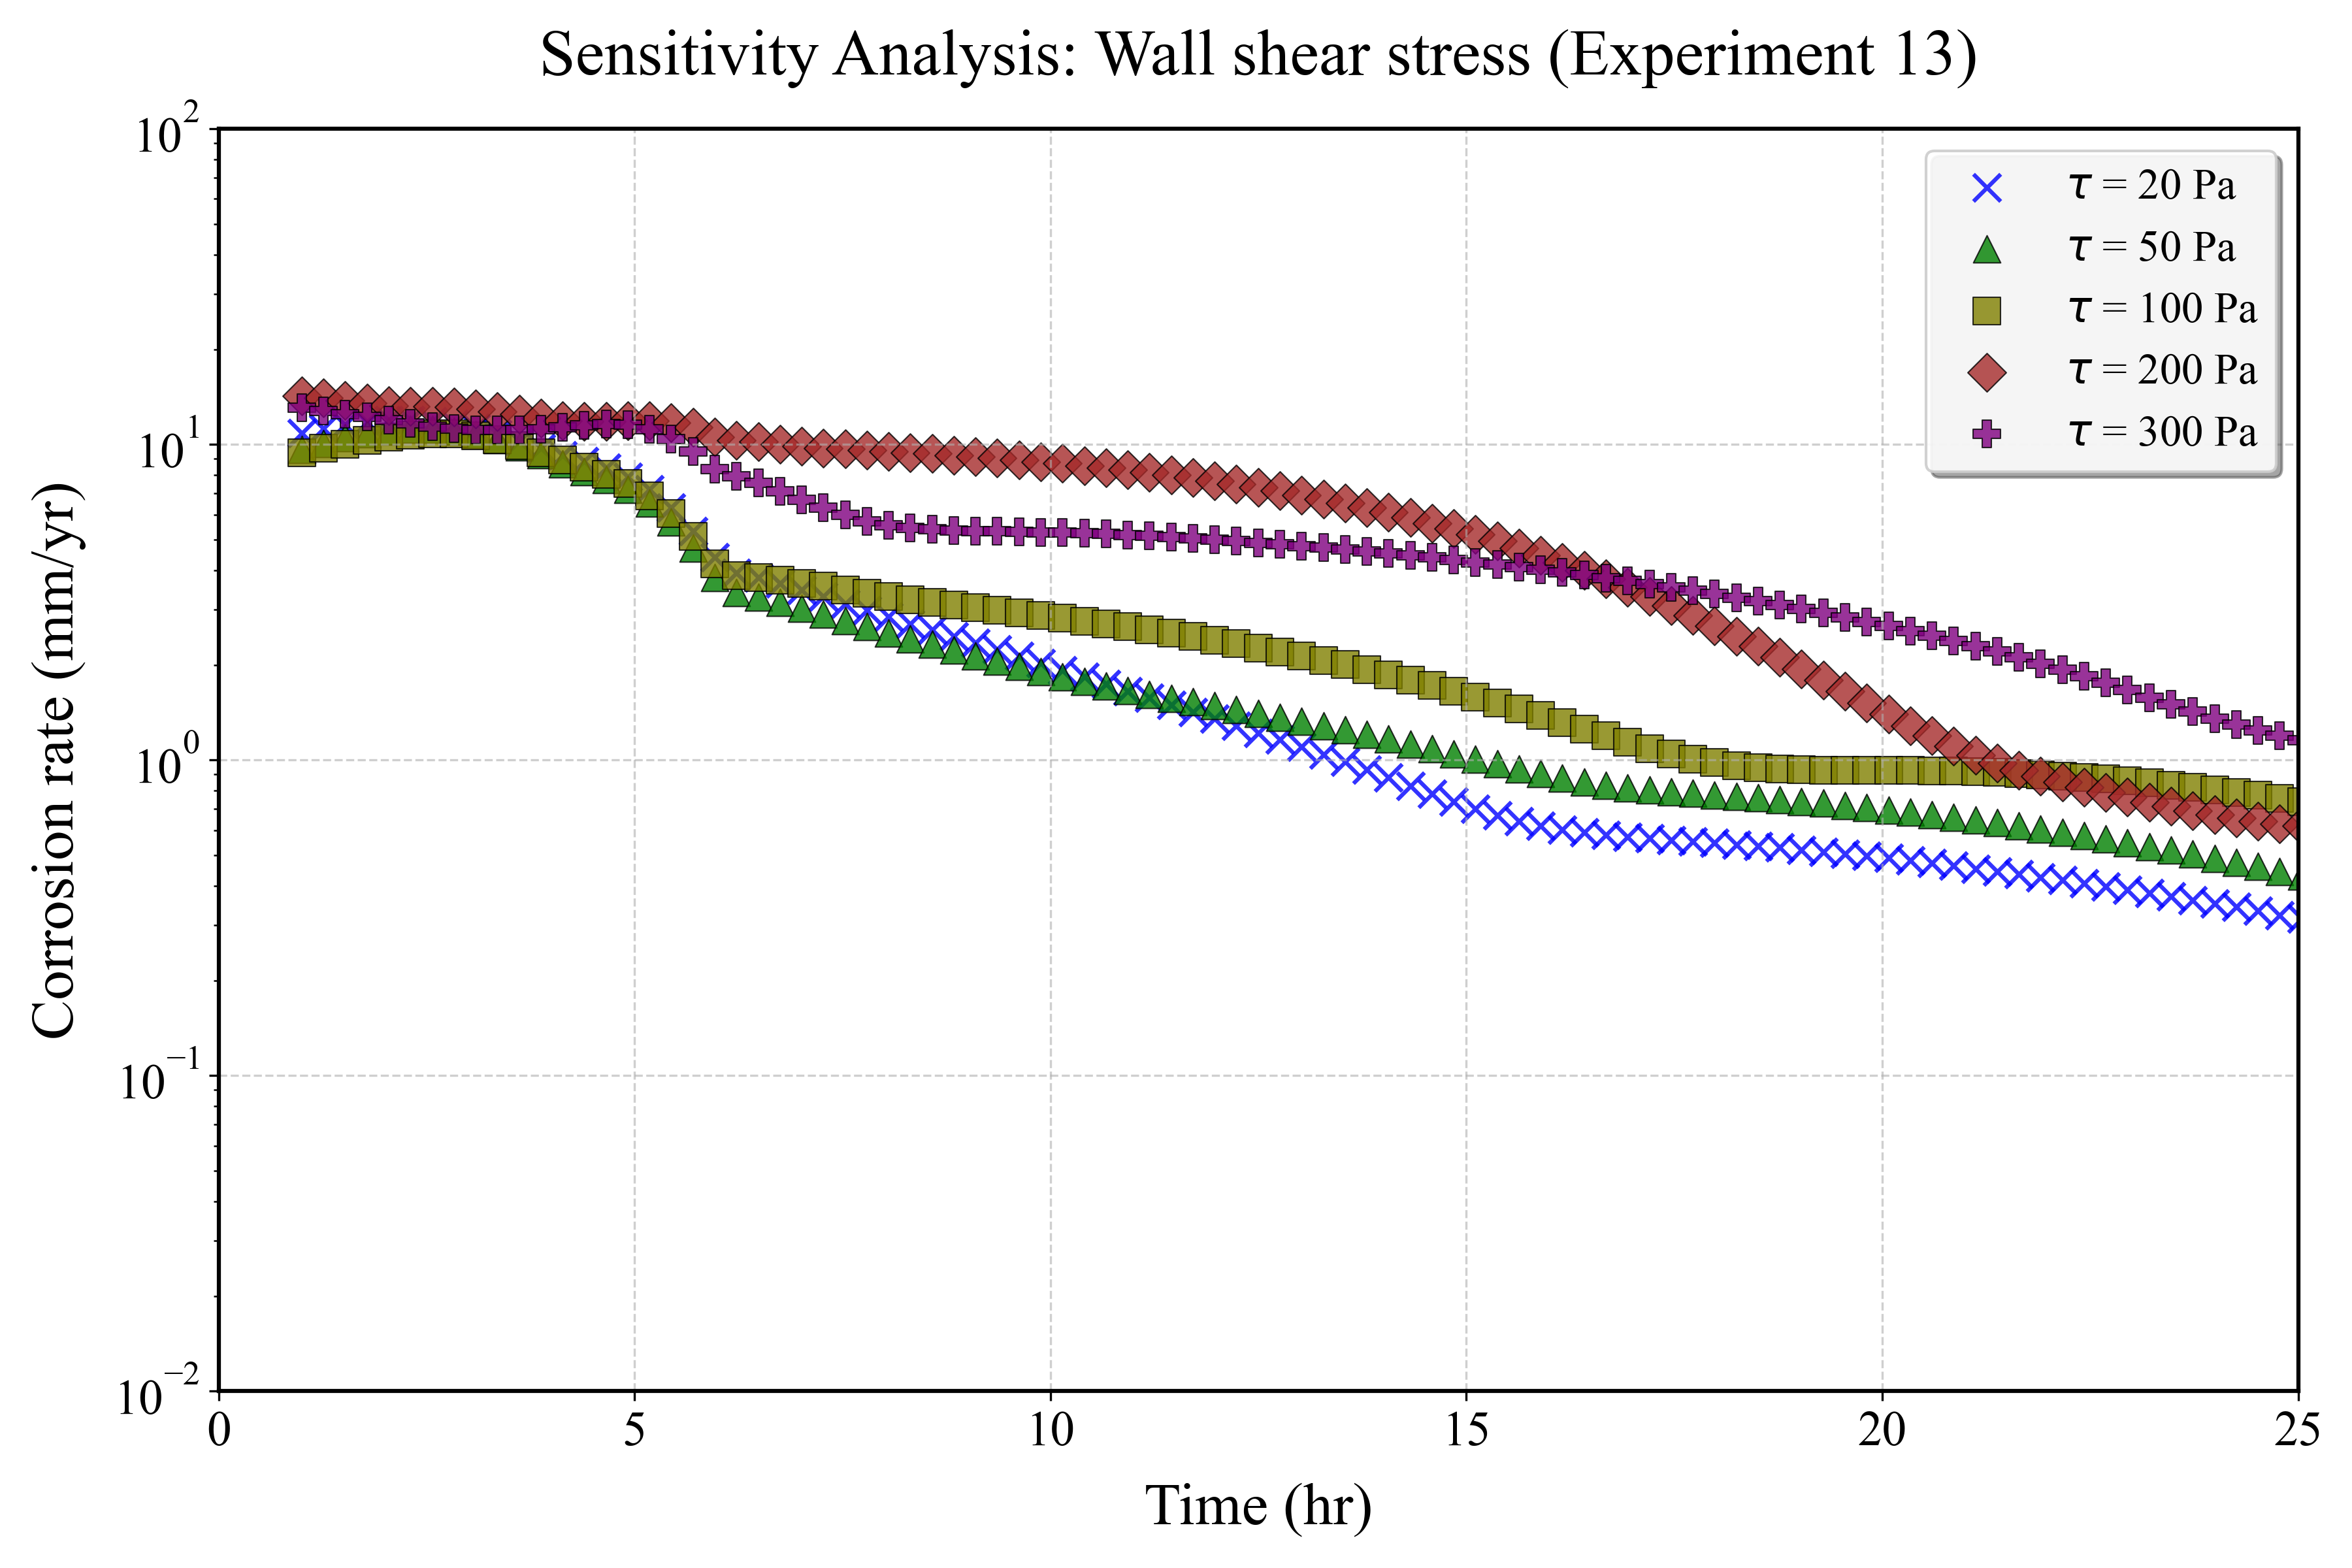 Sensitivity Analysis: Wall shear stress (Experiment 13)
10²
10¹
10⁰
10⁻¹
10⁻²
Corrosion rate (mm/yr)
τ = 20 Pa
τ = 50 Pa
τ = 100 Pa
τ = 200 Pa
τ = 300 Pa
0 5 10 15 20 25
Time (hr)